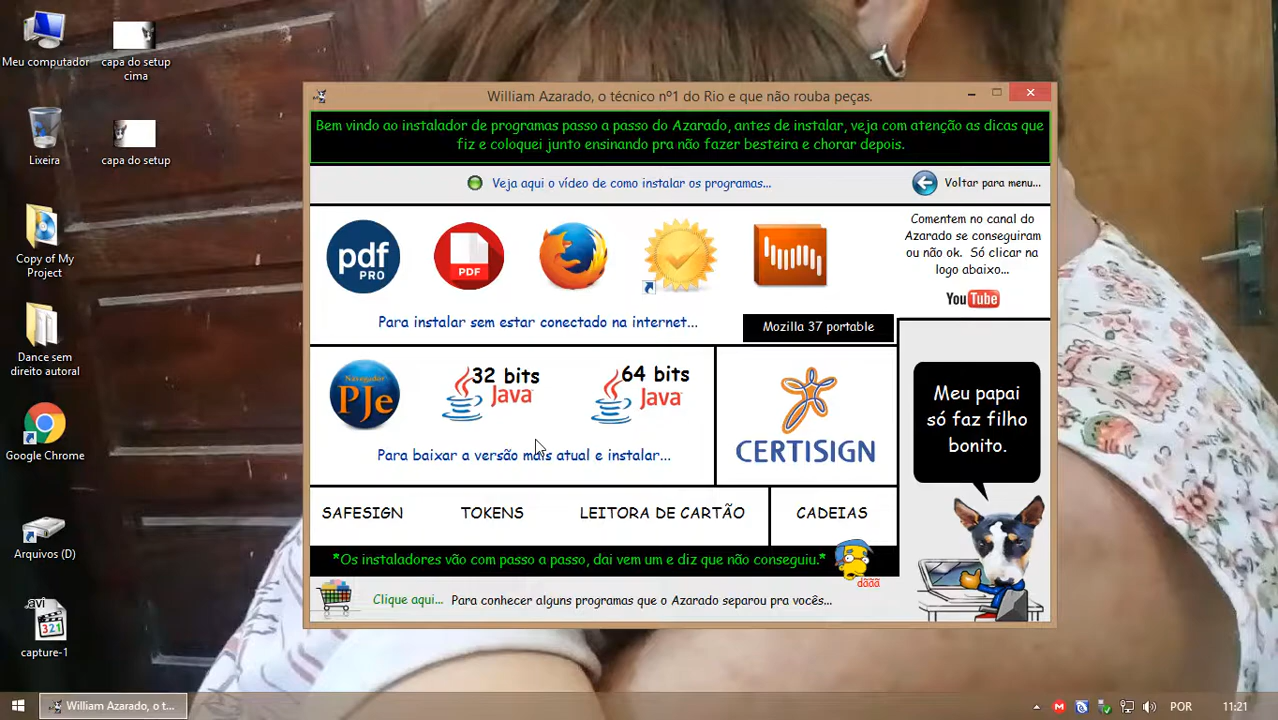 Meu computador
capa do setup
cima
Lixeira
capa do setup
Copy of My
Project
Dance sem
direito autoral
Google Chrome
Arquivos (D)
avi
321
capture-1
William Azarado, o técnico nº1 do Rio e que não rouba peças.
Bem vindo ao instalador de programas passo a passo do Azarado, antes de instalar, veja com atenção as dicas que
fiz e coloquei junto ensinando pra não fazer besteira e chorar depois.
Veja aqui o vídeo de como instalar os programas...
Voltar para menu...
pdf
PRO
PDF
Para instalar sem estar conectado na internet...
Mozilla 37 portable
Comentem no canal do
Azarado se conseguiram
ou não ok. Só clicar na
logo abaixo...
YouTube
Navegador
PJe
32 bits
Java
64 bits
Java
Para baixar a versão mais atual e instalar...
CERTISIGN
Meu papai
só faz filho
bonito.
SAFESIGN
TOKENS
LEITORA DE CARTÃO
CADEIAS
*Os instaladores vão com passo a passo, dai vem um e diz que não conseguiu.*
dããã
Clique aqui... Para conhecer alguns programas que o Azarado separou pra vocês...
William Azarado, o t...
POR
11:21